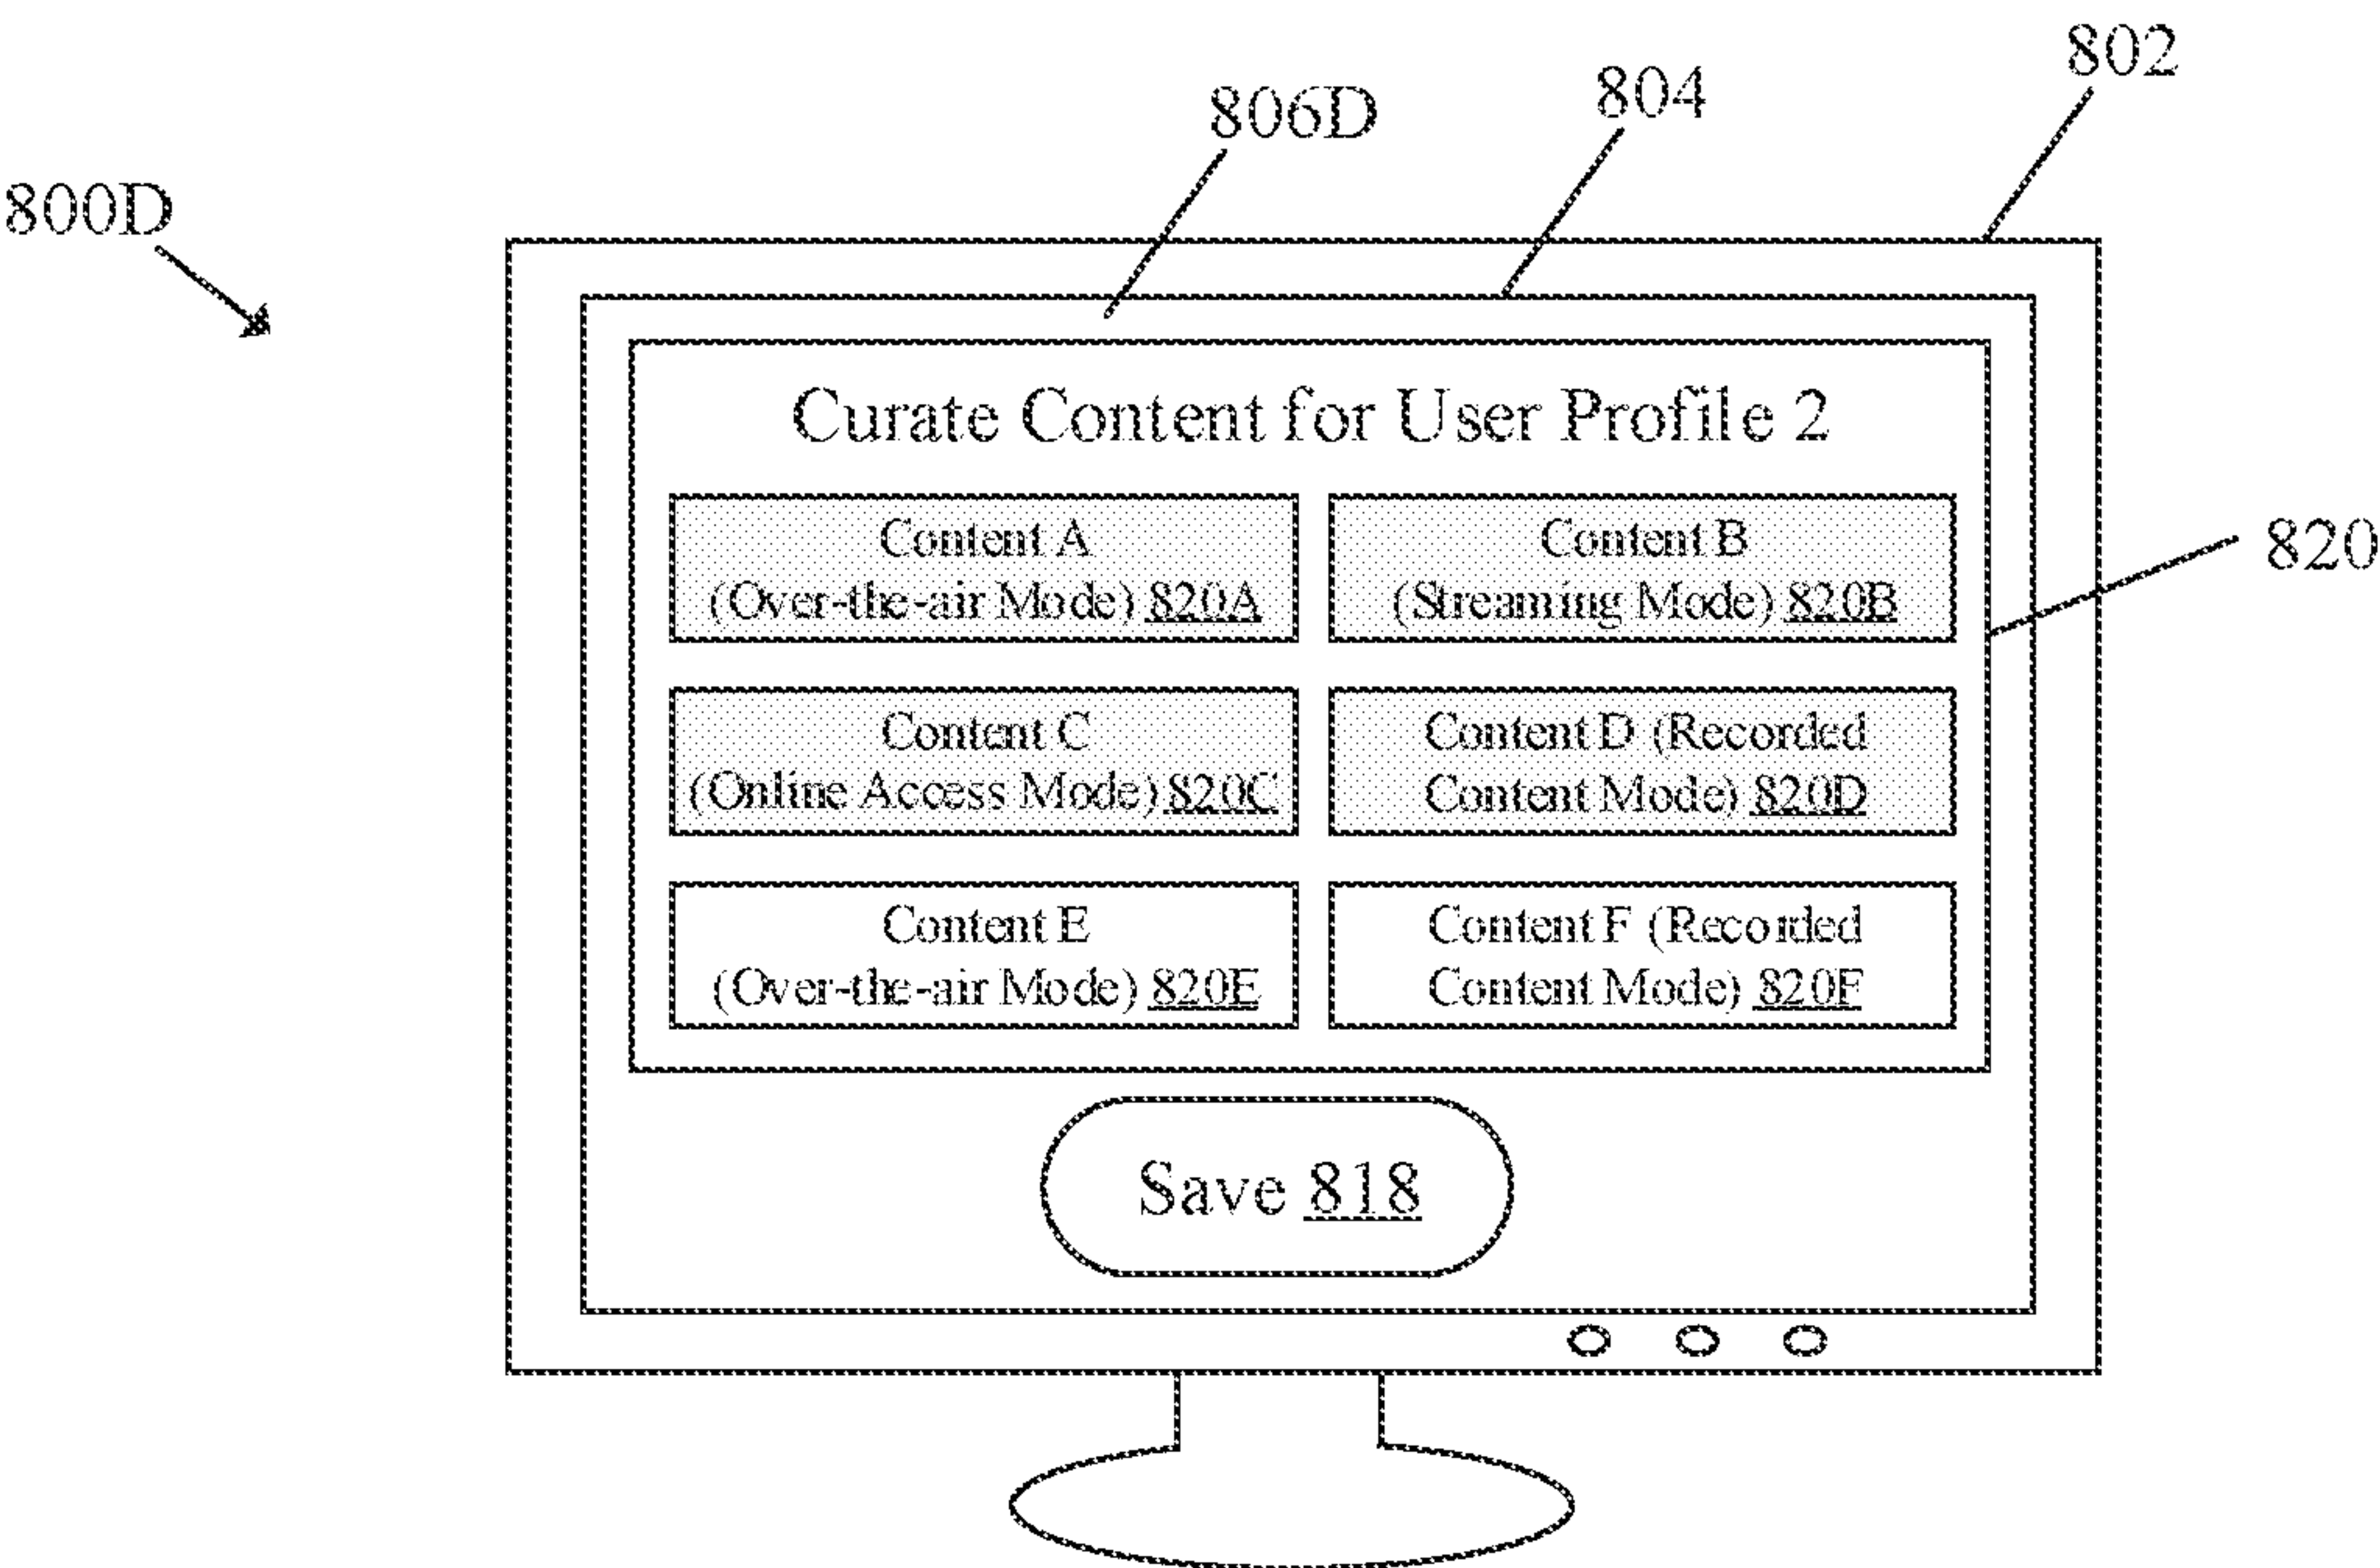 802
804
806D
800D
Curate Content for User Profile 2
820
Content A
(Over-the-air Mode) 820A
Content B
(Streaming Mode) 820B
Content C
(Online Access Mode) 820C
Content D (Recorded
Content Mode) 820D
Content E
(Over-the-air Mode) 820E
Content F (Recorded
Content Mode) 820F
Save 818